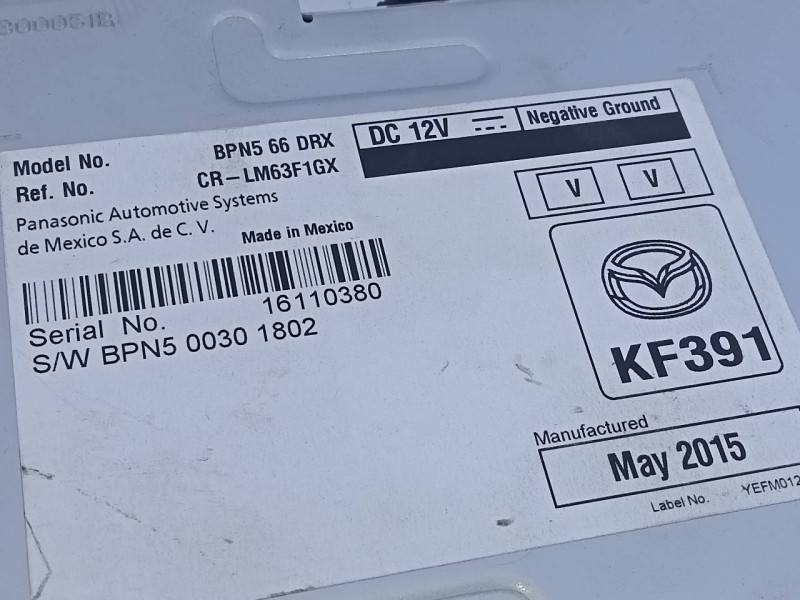 Model No. BPN5 66 DRX
Ref. No. CR-LM63F1GX
Panasonic Automotive Systems
de Mexico S.A. de C. V.
Made in Mexico
16110380
Serial No.
S/W BPN5 0030 1802
DC 12V Negative Ground
V V
KF391
Manufactured
May 2015
Label No. YEFM012